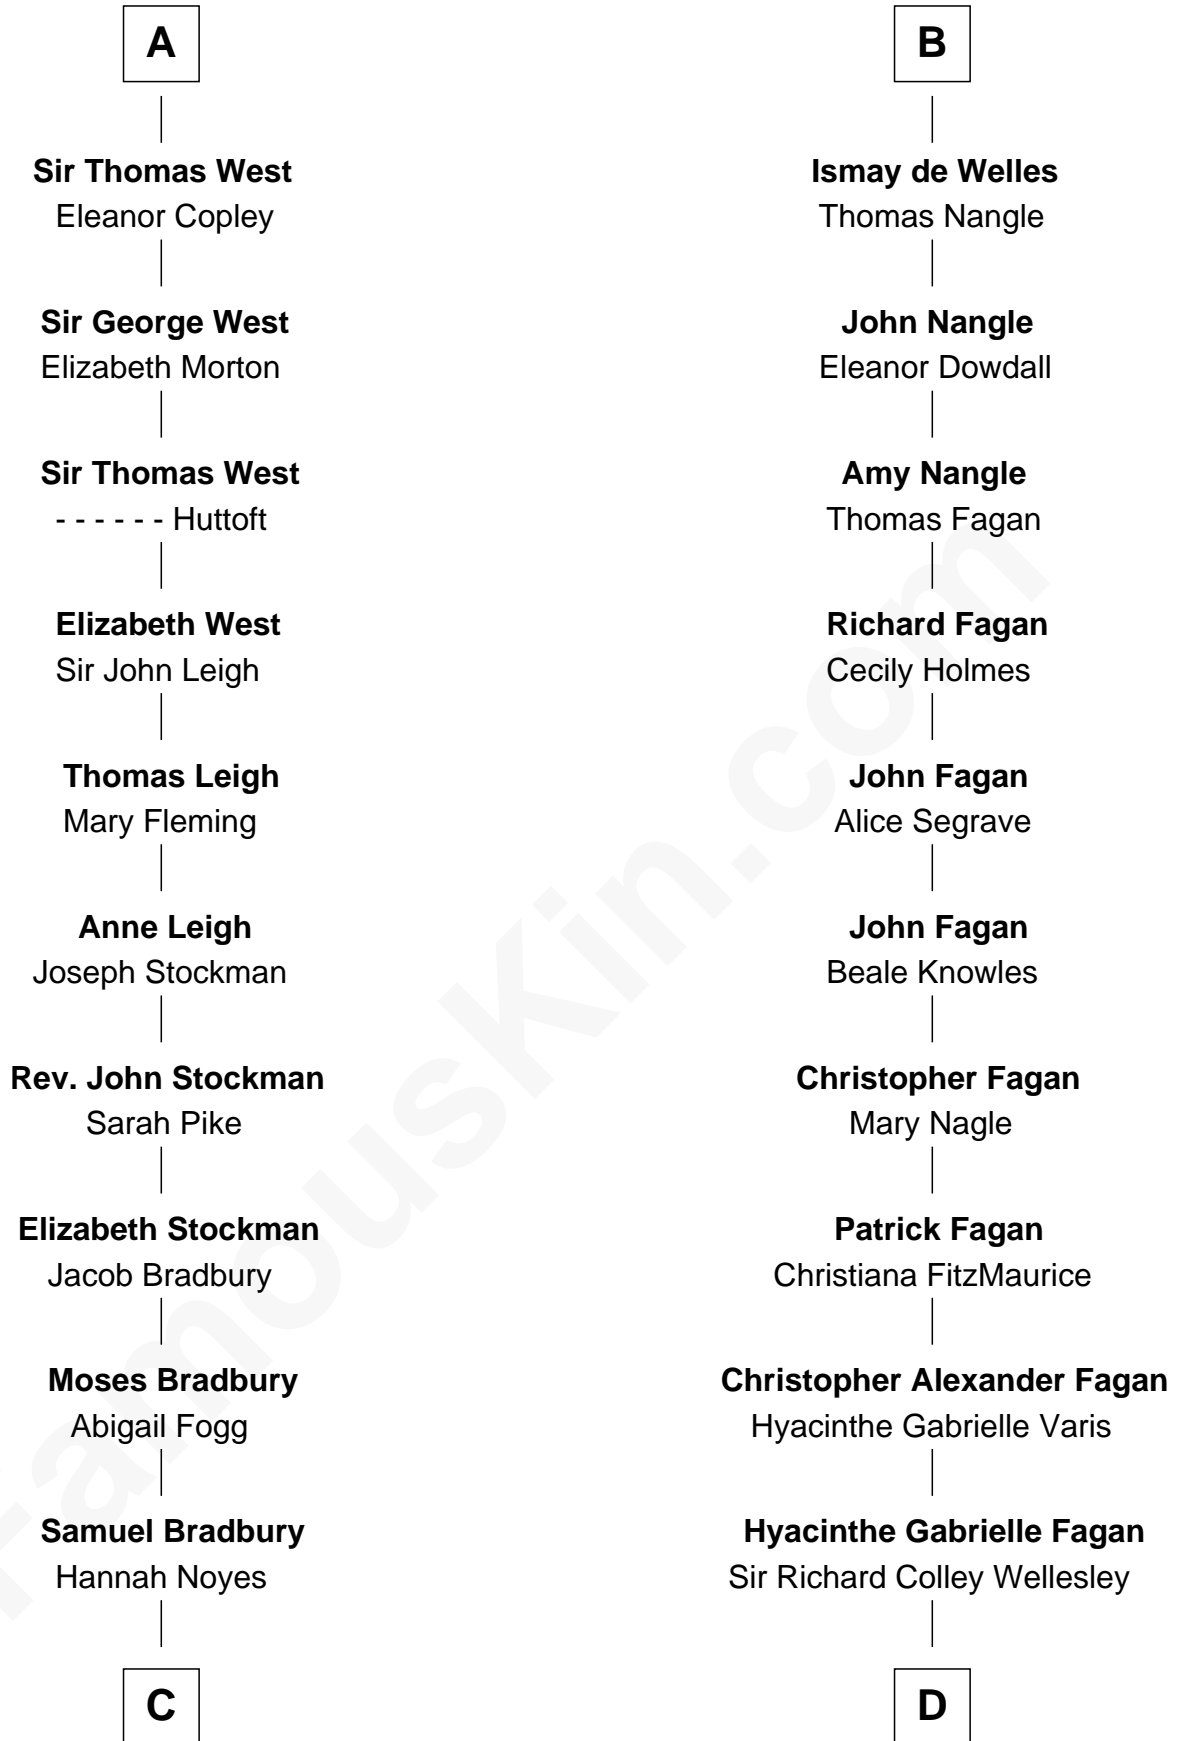 A
Sir Thomas West
Eleanor Copley
Sir George West
Elizabeth Morton
Sir Thomas West
- - - - - - Huttoft
Elizabeth West
Sir John Leigh
Thomas Leigh
Mary Fleming
Anne Leigh
Joseph Stockman
Rev. John Stockman
Sarah Pike
Elizabeth Stockman
Jacob Bradbury
Moses Bradbury
Abigail Fogg
Samuel Bradbury
Hannah Noyes
C
B
Ismay de Welles
Thomas Nangle
John Nangle
Eleanor Dowdall
Amy Nangle
Thomas Fagan
Richard Fagan
Cecily Holmes
John Fagan
Alice Segrave
John Fagan
Beale Knowles
Christopher Fagan
Mary Nagle
Patrick Fagan
Christiana FitzMaurice
Christopher Alexander Fagan
Hyacinthe Gabrielle Varis
Hyacinthe Gabrielle Fagan
Sir Richard Colley Wellesley
D
FamousKin.com